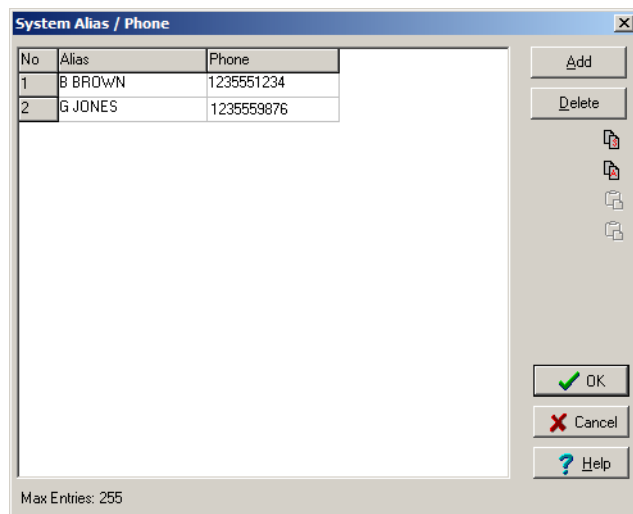 System Alias / Phone
No Alias Phone
1 B BROWN 1235551234
2 G JONES 1235559876
Add
Delete
OK
Cancel
Help
Max Entries: 255